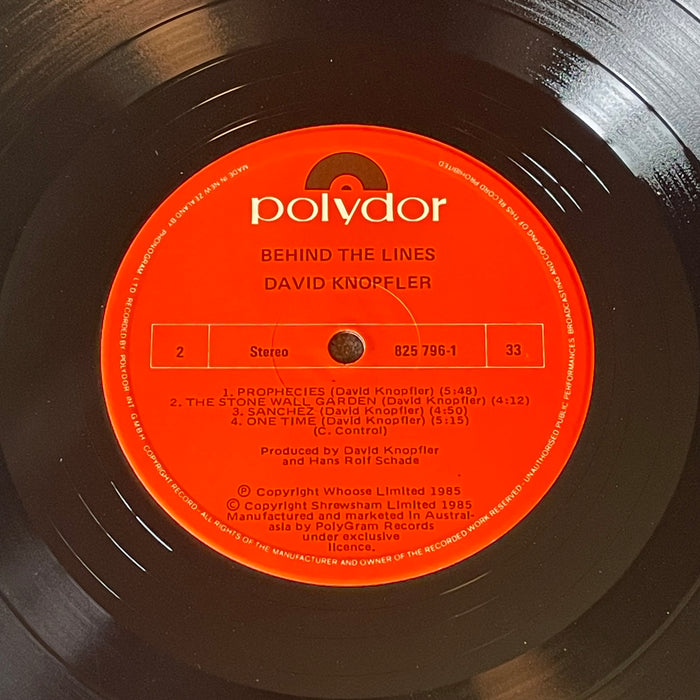 polydor
BEHIND THE LINES
DAVID KNOPFLER
2 Stereo 825 796-1 33
1. PROPHECIES (David Knopfler) (5:48)
2. THE STONE WALL GARDEN (David Knopfler) (4:12)
3. SANCHEZ (David Knopfler) (4:50)
4. ONE TIME (David Knopfler) (5:15)
(C. Control)
Produced by David Knopfler
and Hans Rolf Schade
Ⓟ Copyright Whoose Limited 1985
© Copyright Shrewsham Limited 1985
Manufactured and marketed in Austral-
asia by PolyGram Records
under exclusive
licence.
MADE IN NEW ZEALAND BY PHONOGRAM LTD. RECORDED BY POLYDOR INT. GMBH. COPYRIGHT RECORD - ALL RIGHTS OF THE MANUFACTURER AND OWNER OF THE RECORDED WORK RESERVED - UNAUTHORISED PUBLIC PERFORMANCES BROADCASTING AND COPYING OF THIS RECORD PROHIBITED